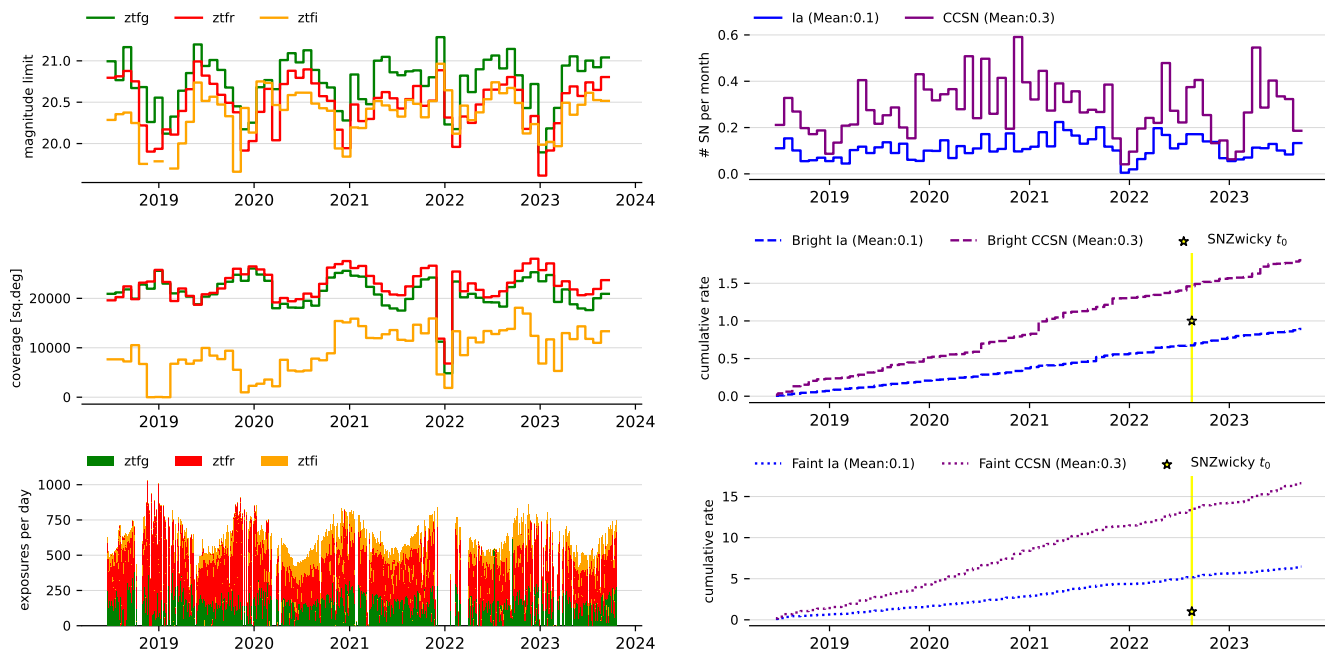 ztfg ztfr ztfi
magnitude limit
21.0
20.5
20.0
2019 2020 2021 2022 2023 2024
Ia (Mean:0.1) CCSN (Mean:0.3)
# SN per month
0.6
0.4
0.2
0.0
2019 2020 2021 2022 2023
coverage [sq.deg]
20000
10000
0
2019 2020 2021 2022 2023 2024
Bright Ia (Mean:0.1) Bright CCSN (Mean:0.3) SNZwicky t₀
cumulative rate
1.5
1.0
0.5
0.0
2019 2020 2021 2022 2023
ztfg ztfr ztfi
exposures per day
1000
750
500
250
0
2019 2020 2021 2022 2023 2024
Faint Ia (Mean:0.1) Faint CCSN (Mean:0.3) SNZwicky t₀
cumulative rate
15
10
5
0
2019 2020 2021 2022 2023